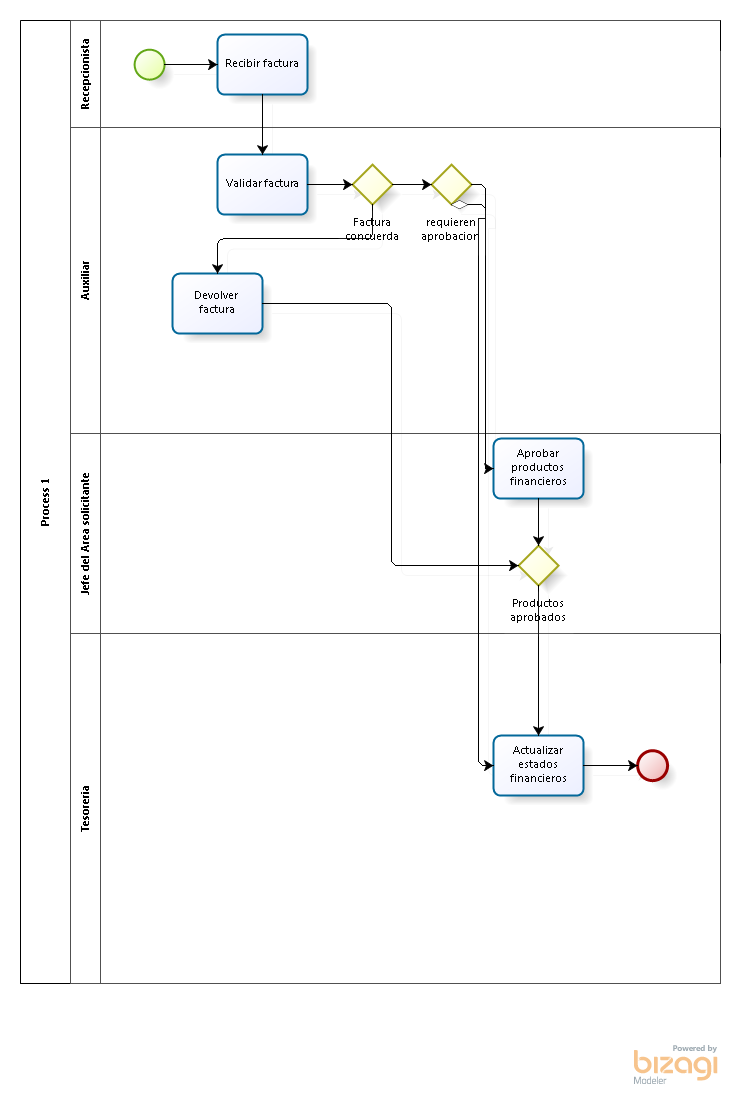 Process 1
Recepcionista
Recibir factura
Auxiliar
Validar factura
Factura
concuerda
requieren
aprobacion
Devolver
factura
Jefe del Area solicitante
Aprobar
productos
financieros
Productos
aprobados
Tesoreria
Actualizar
estados
financieros
Powered by
bizagi
Modeler